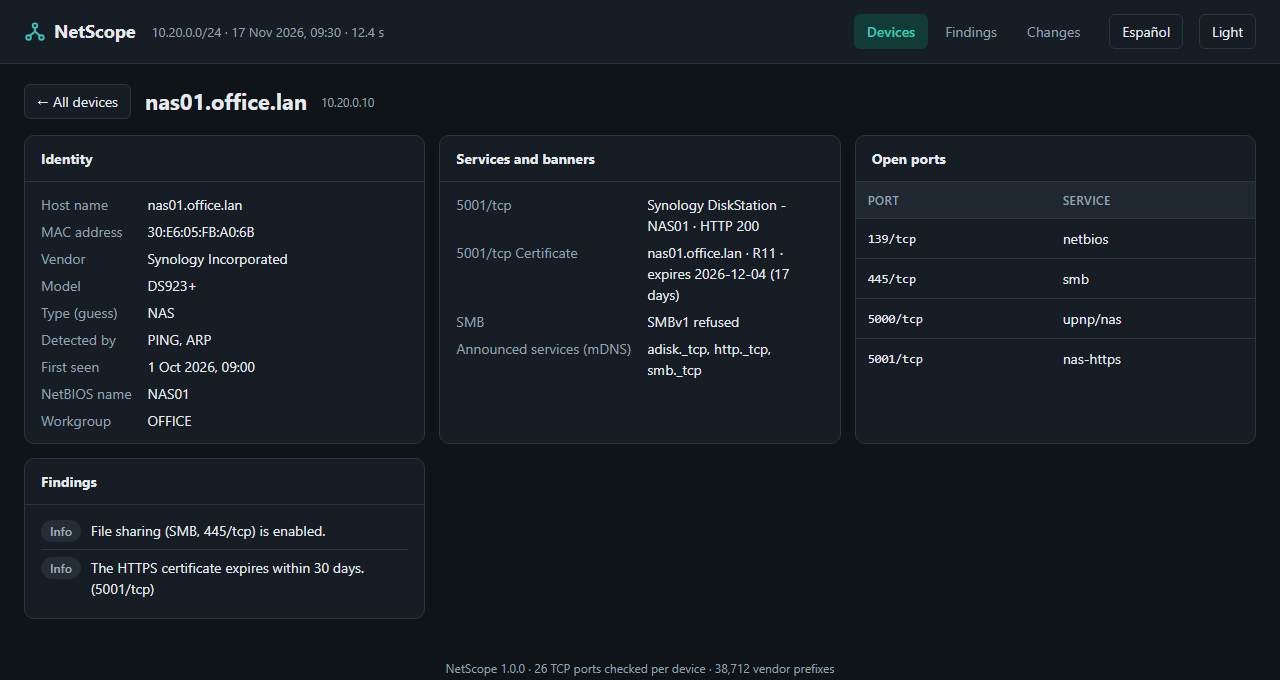 NetScope 10.20.0.0/24 · 17 Nov 2026, 09:30 · 12.4 s Devices Findings Changes Español Light
← All devices nas01.office.lan 10.20.0.10
Identity
Host name nas01.office.lan
MAC address 30:E6:05:FB:A0:6B
Vendor Synology Incorporated
Model DS923+
Type (guess) NAS
Detected by PING, ARP
First seen 1 Oct 2026, 09:00
NetBIOS name NAS01
Workgroup OFFICE
Services and banners
5001/tcp Synology DiskStation -
NAS01 · HTTP 200
5001/tcp Certificate nas01.office.lan · R11 ·
expires 2026-12-04 (17
days)
SMB SMBv1 refused
Announced services (mDNS) adisk._tcp, http._tcp,
smb._tcp
Open ports
PORT SERVICE
139/tcp netbios
445/tcp smb
5000/tcp upnp/nas
5001/tcp nas-https
Findings
Info File sharing (SMB, 445/tcp) is enabled.
Info The HTTPS certificate expires within 30 days.
(5001/tcp)
NetScope 1.0.0 · 26 TCP ports checked per device · 38,712 vendor prefixes